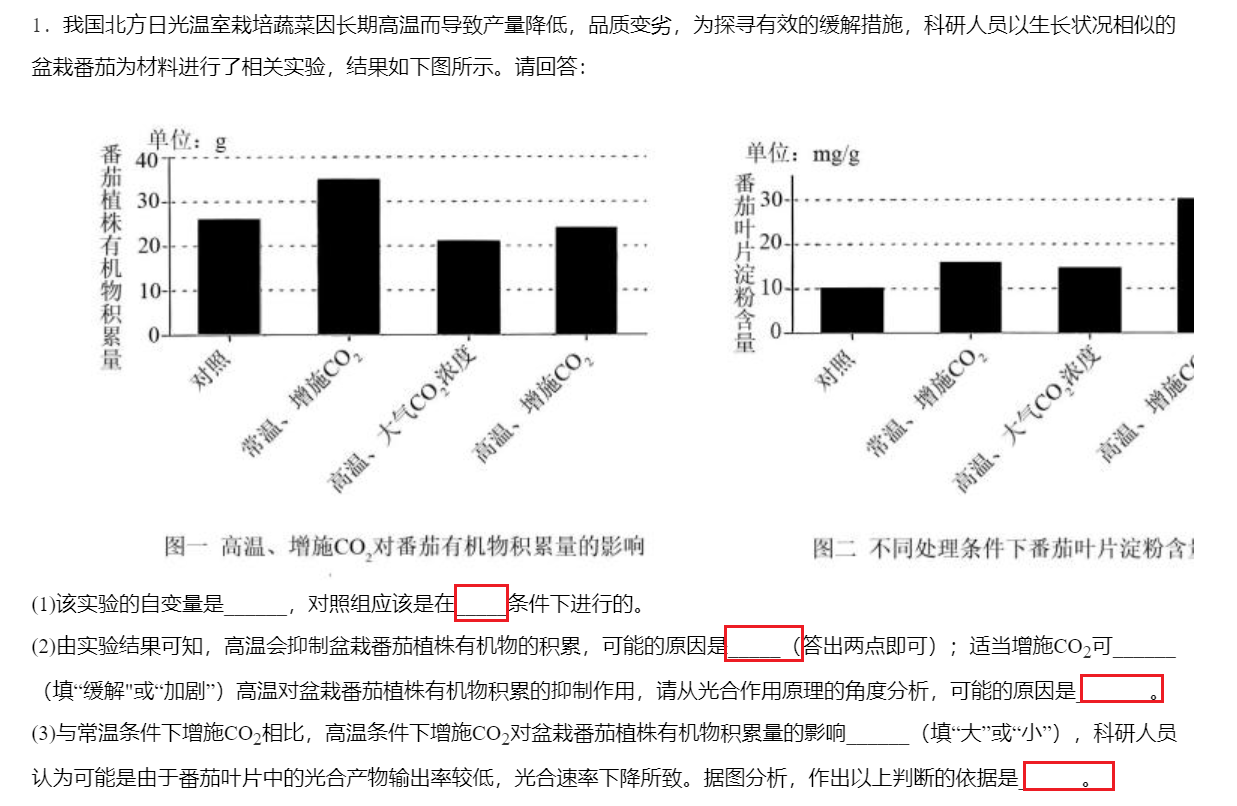 1．我国北方日光温室栽培蔬菜因长期高温而导致产量降低，品质变劣，为探寻有效的缓解措施，科研人员以生长状况相似的
盆栽番茄为材料进行了相关实验，结果如下图所示。请回答：
单位：g
番茄植株有机物积累量
40
30
20
10
0
对照
常温、增施CO₂
高温、大气CO₂浓度
高温、增施CO₂
图一 高温、增施CO₂对番茄有机物积累量的影响
单位：mg/g
番茄叶片淀粉含量
30
20
10
0
对照
常温、增施CO₂
高温、大气CO₂浓度
高温、增施C
图二 不同处理条件下番茄叶片淀粉含
(1)该实验的自变量是______，对照组应该是在_____条件下进行的。
(2)由实验结果可知，高温会抑制盆栽番茄植株有机物的积累，可能的原因是_____（答出两点即可）；适当增施CO₂可______
（填“缓解"或“加剧”）高温对盆栽番茄植株有机物积累的抑制作用，请从光合作用原理的角度分析，可能的原因是______。
(3)与常温条件下增施CO₂相比，高温条件下增施CO₂对盆栽番茄植株有机物积累量的影响______（填“大”或“小”），科研人员
认为可能是由于番茄叶片中的光合产物输出率较低，光合速率下降所致。据图分析，作出以上判断的依据是______。